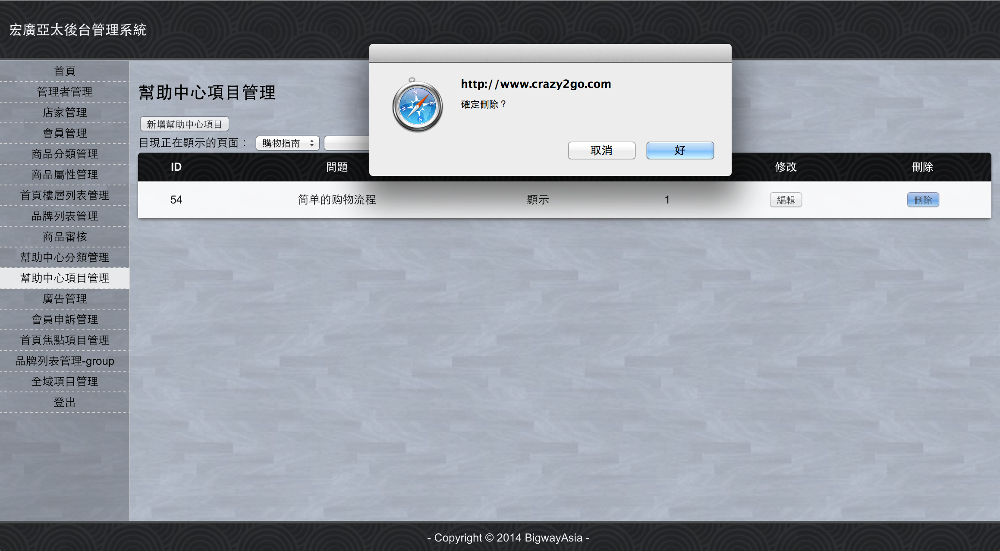 宏廣亞太後台管理系統
首頁
管理者管理
店家管理
會員管理
商品分類管理
商品屬性管理
首頁樓層列表管理
品牌列表管理
商品審核
幫助中心分類管理
幫助中心項目管理
廣告管理
會員申訴管理
首頁焦點項目管理
品牌列表管理-group
全域項目管理
登出
幫助中心項目管理
新增幫助中心項目
目現正在顯示的頁面： 購物指南
ID 問題 修改 刪除
54 简单的购物流程 顯示 1 編輯 刪除
http://www.crazy2go.com
確定刪除？
取消 好
N
W
E
S
- Copyright © 2014 BigwayAsia -